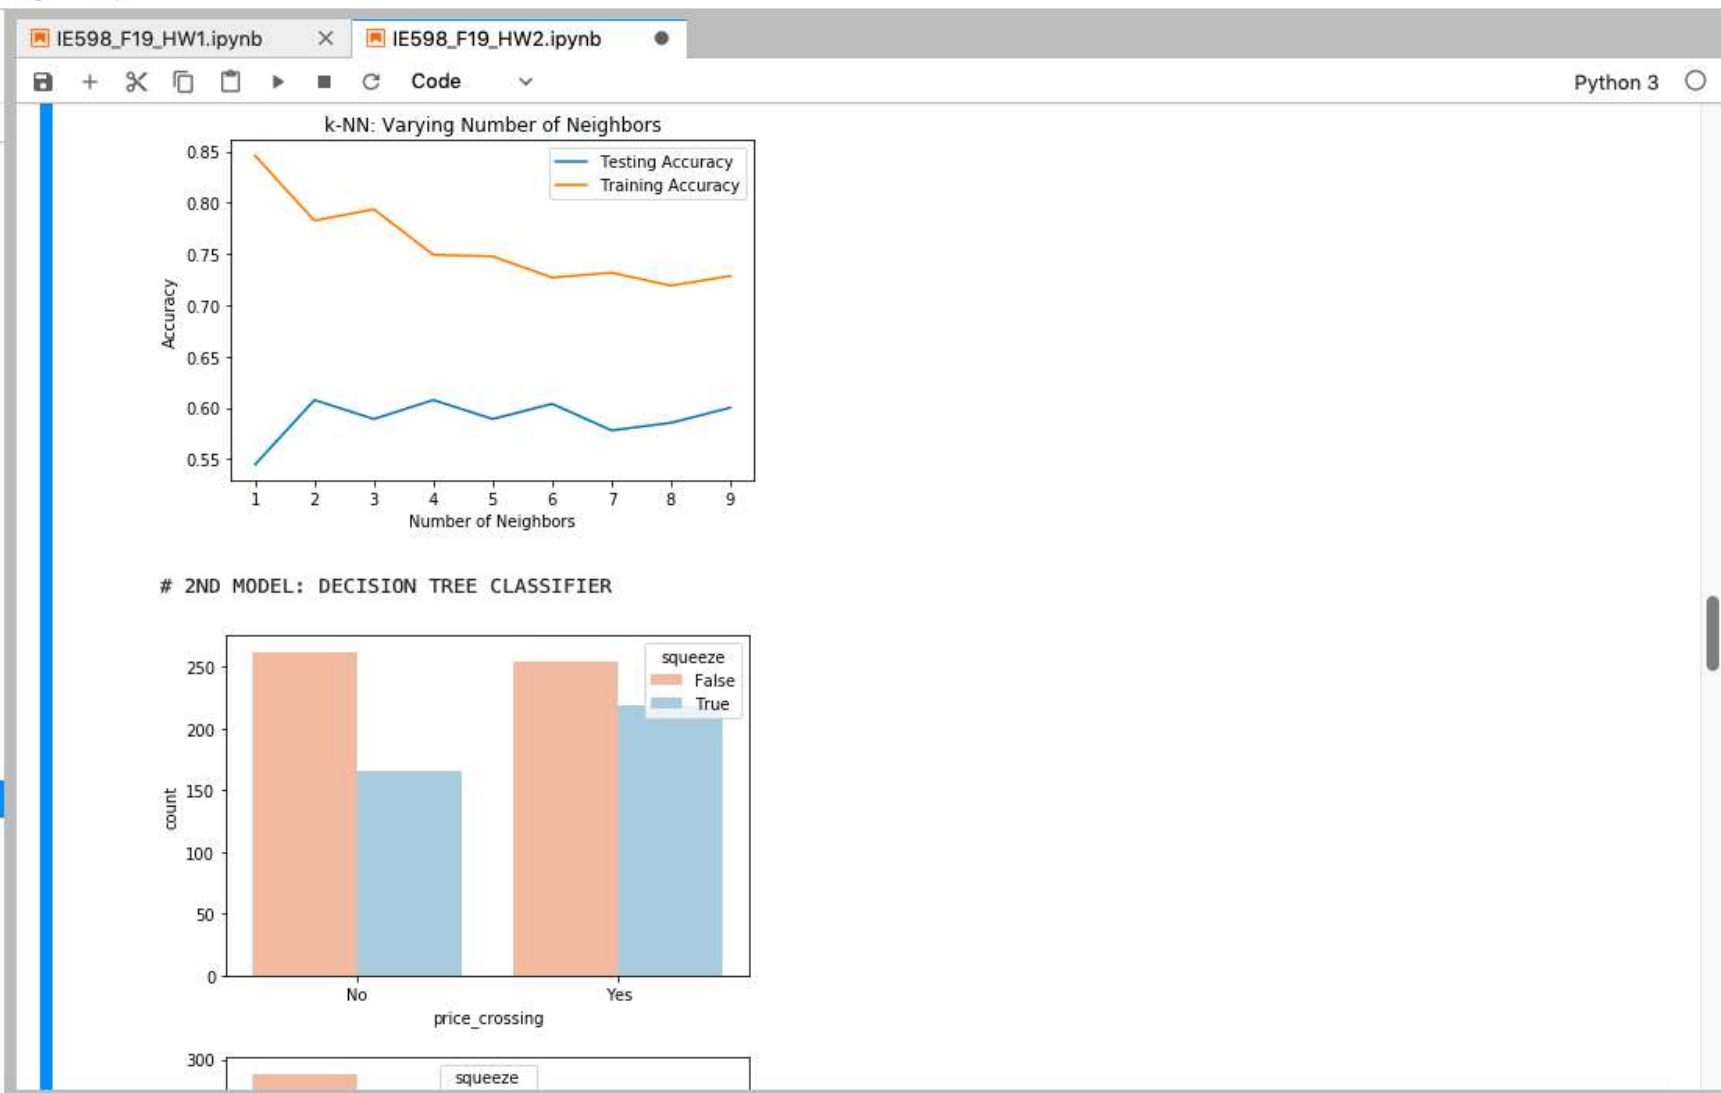 IE598_F19_HW1.ipynb
IE598_F19_HW2.ipynb
Code
Python 3
k-NN: Varying Number of Neighbors
Testing Accuracy
Training Accuracy
0.85
0.80
0.75
0.70
0.65
0.60
0.55
Accuracy
1 2 3 4 5 6 7 8 9
Number of Neighbors
# 2ND MODEL: DECISION TREE CLASSIFIER
squeeze
False
True
250
200
150
100
50
0
count
No Yes
price_crossing
300
squeeze